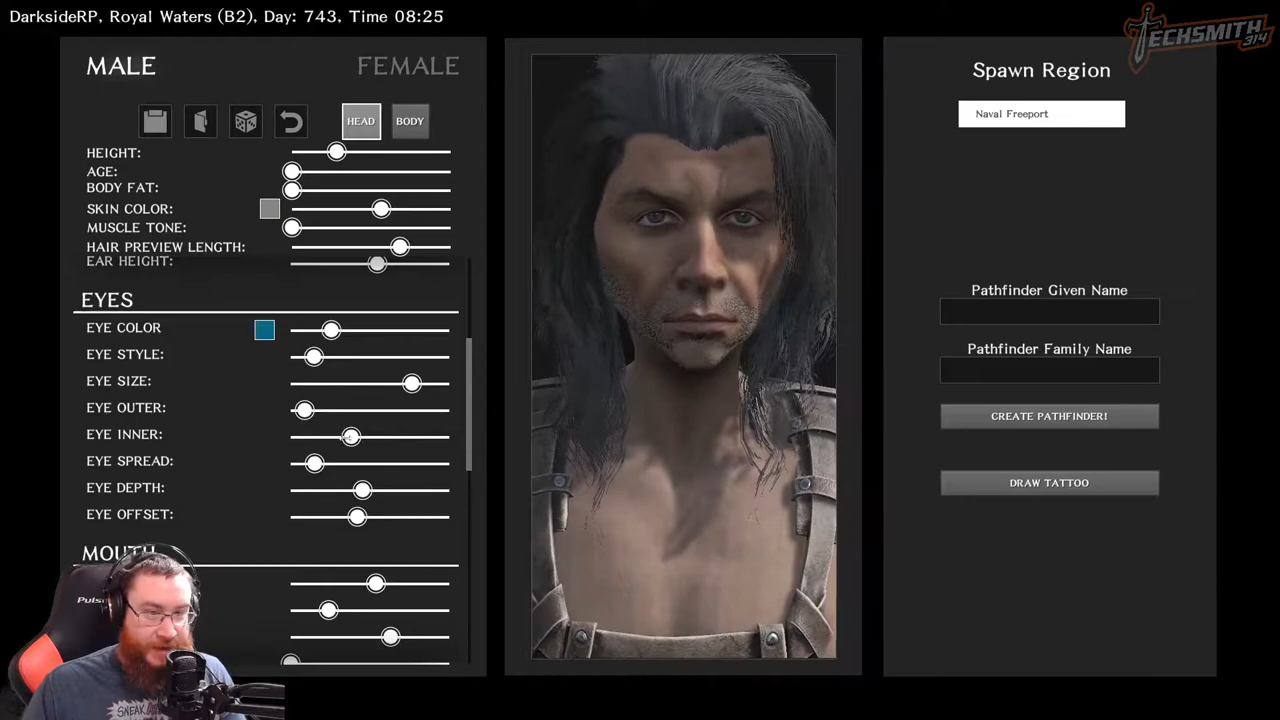 DarksideRP, Royal Waters (B2), Day: 743, Time 08:25
TECHSMITH
314
MALE
FEMALE
HEAD
BODY
HEIGHT:
AGE:
BODY FAT:
SKIN COLOR:
MUSCLE TONE:
HAIR PREVIEW LENGTH:
EAR HEIGHT:
EYES
EYE COLOR
EYE STYLE:
EYE SIZE:
EYE OUTER:
EYE INNER:
EYE SPREAD:
EYE DEPTH:
EYE OFFSET:
MOUTH
Spawn Region
Naval Freeport
Pathfinder Given Name
Pathfinder Family Name
CREATE PATHFINDER!
DRAW TATTOO